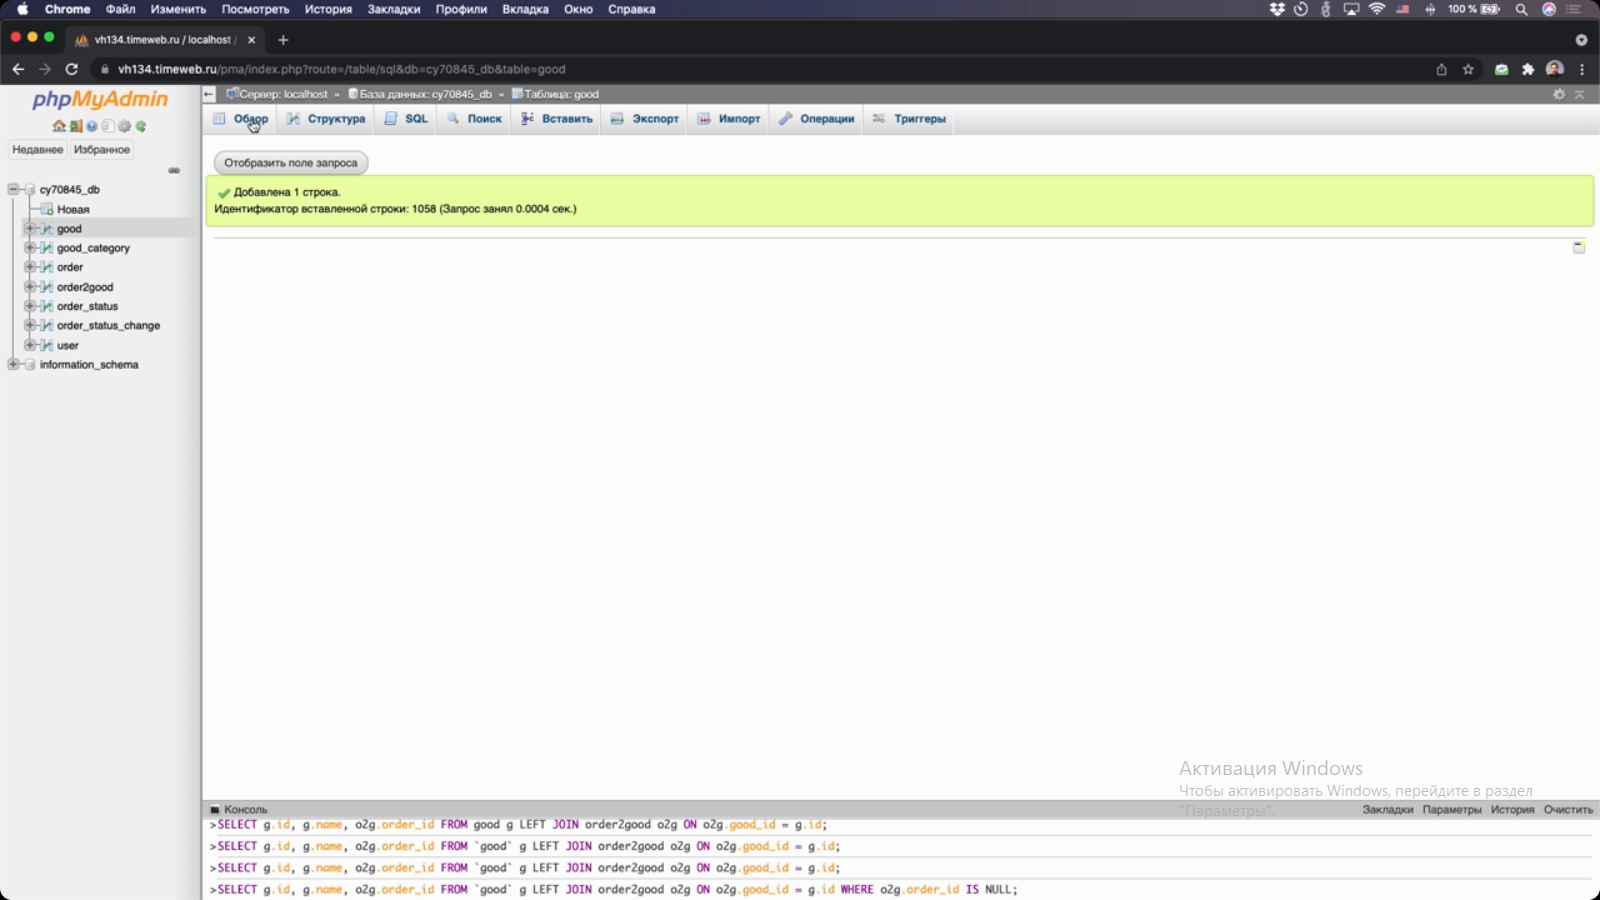 Chrome Файл Изменить Посмотреть История Закладки Профили Вкладка Окно Справка 100 %
vh134.timeweb.ru / localhost /
vh134.timeweb.ru/pma/index.php?route=/table/sql&db=cy70845_db&table=good
phpMyAdmin
Недавнее Избранное
cy70845_db
Новая
good
good_category
order
order2good
order_status
order_status_change
user
information_schema
Сервер: localhost » База данных: cy70845_db » Таблица: good
Обзор Структура SQL Поиск Вставить Экспорт Импорт Операции Триггеры
Отобразить поле запроса
Добавлена 1 строка.
Идентификатор вставленной строки: 1058 (Запрос занял 0.0004 сек.)
Активация Windows
Чтобы активировать Windows, перейдите в раздел
"Параметры".
Консоль Закладки Параметры История Очистить
>SELECT g.id, g.name, o2g.order_id FROM good g LEFT JOIN order2good o2g ON o2g.good_id = g.id;
>SELECT g.id, g.name, o2g.order_id FROM `good` g LEFT JOIN order2good o2g ON o2g.good_id = g.id;
>SELECT g.id, g.name, o2g.order_id FROM `good` g LEFT JOIN order2good o2g ON o2g.good_id = g.id;
>SELECT g.id, g.name, o2g.order_id FROM `good` g LEFT JOIN order2good o2g ON o2g.good_id = g.id WHERE o2g.order_id IS NULL;